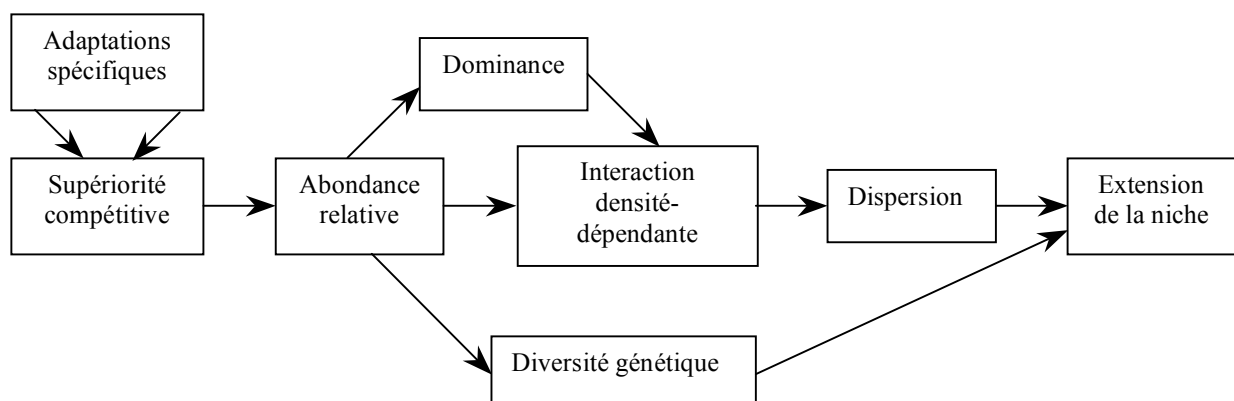 Adaptations
spécifiques
Supériorité
compétitive
Abondance
relative
Dominance
Interaction
densité-
dépendante
Diversité génétique
Dispersion
Extension
de la niche